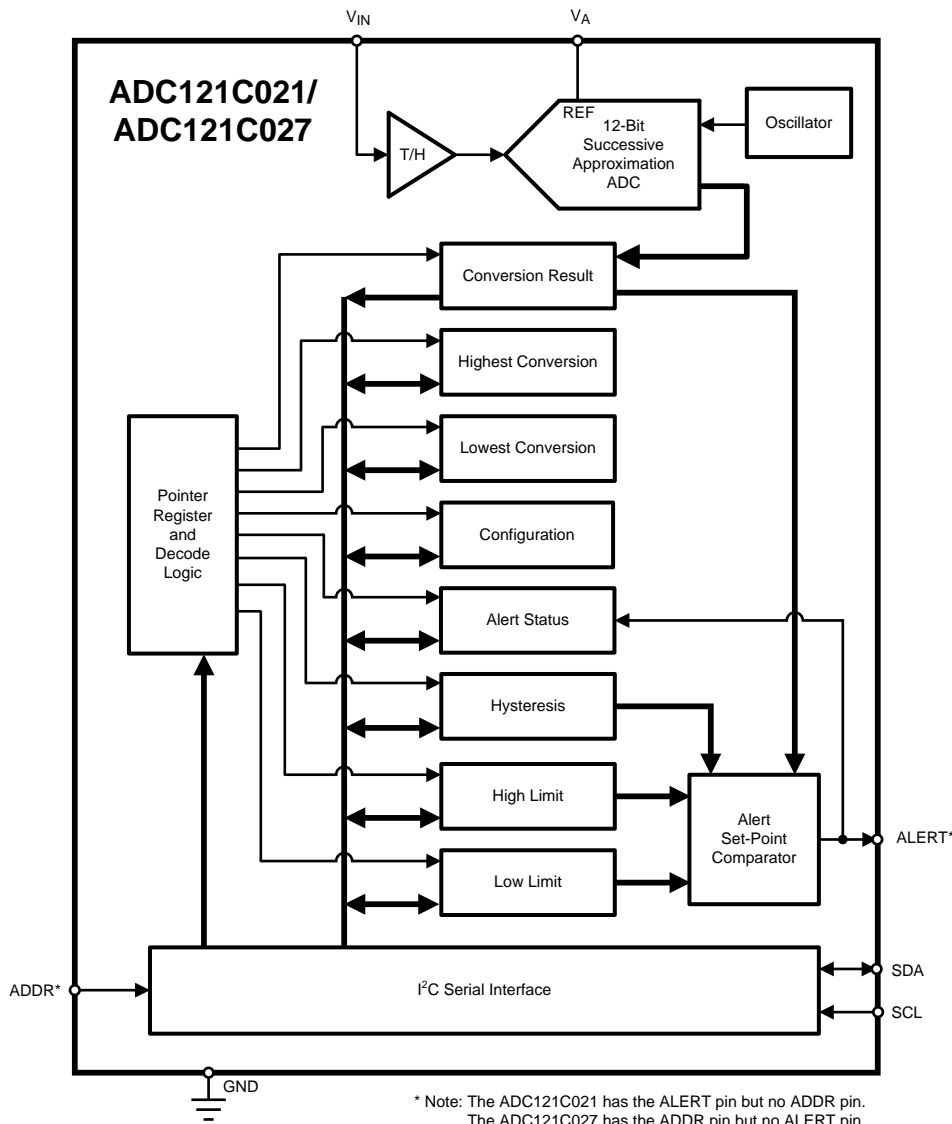 VIN
VA
ADC121C021/
ADC121C027
REF
12-Bit
Successive
Approximation
ADC
Oscillator
T/H
Conversion Result
Highest Conversion
Lowest Conversion
Pointer
Register
and
Decode
Logic
Configuration
Alert Status
Hysteresis
High Limit
Alert
Set-Point
Comparator
ALERT*
Low Limit
I²C Serial Interface
ADDR*
SDA
SCL
GND
* Note: The ADC121C021 has the ALERT pin but no ADDR pin.
The ADC121C027 has the ADDR pin but no ALERT pin.